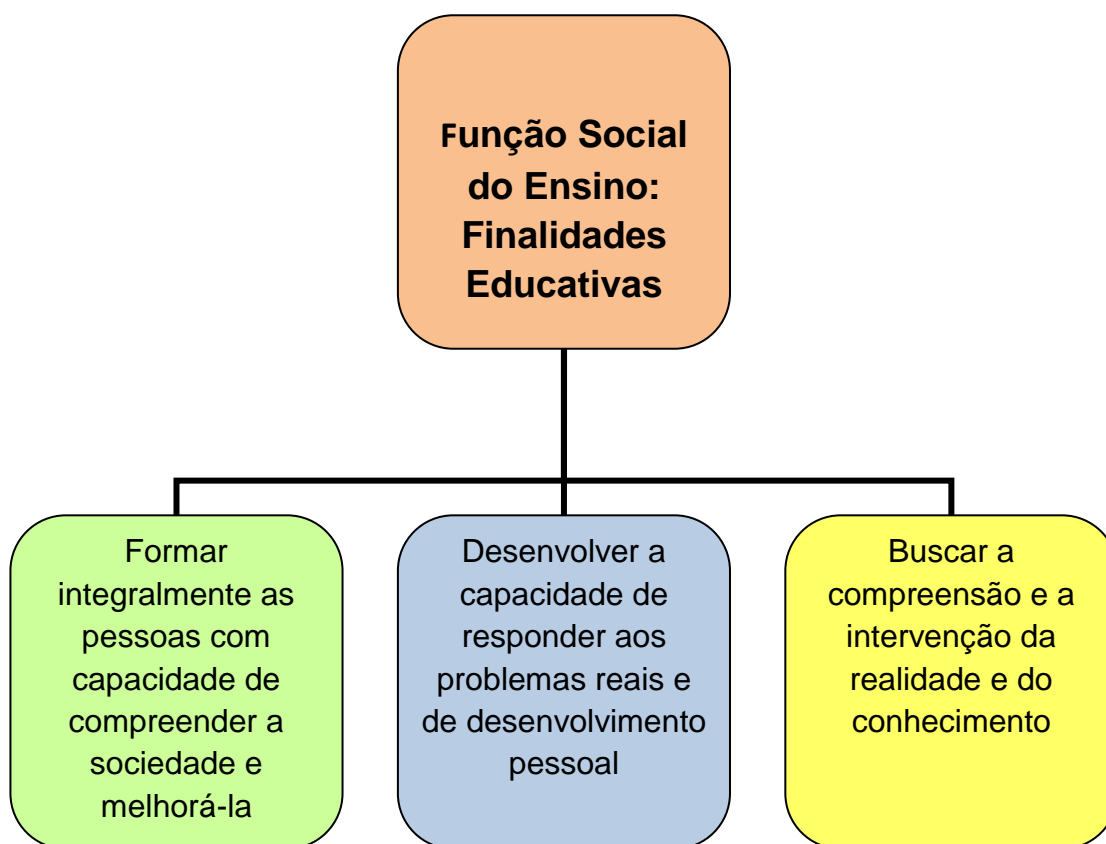 Função Social
do Ensino:
Finalidades
Educativas
Formar
integralmente as
pessoas com
capacidade de
compreender a
sociedade e
melhorá-la
Desenvolver a
capacidade de
responder aos
problemas reais e
de desenvolvimento
pessoal
Buscar a
compreensão e a
intervenção da
realidade e do
conhecimento